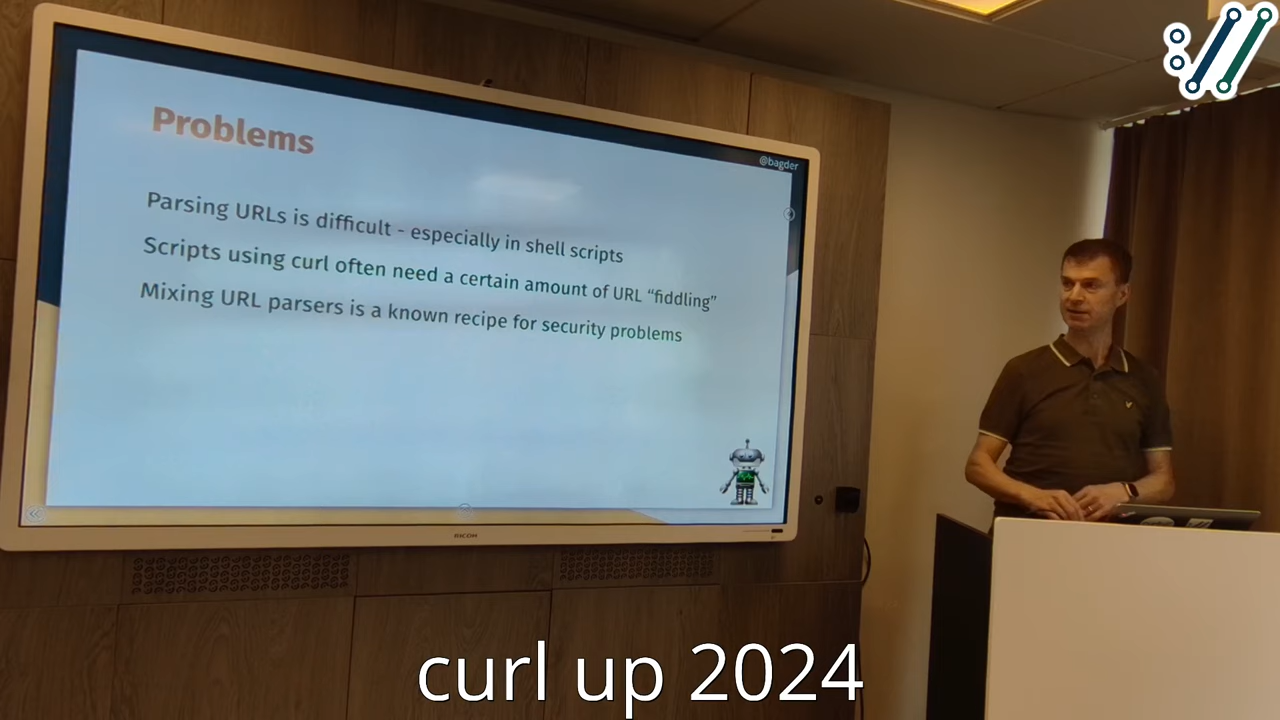 Problems
@bagder
Parsing URLs is difficult - especially in shell scripts
Scripts using curl often need a certain amount of URL “fiddling”
Mixing URL parsers is a known recipe for security problems
RICOH
curl up 2024